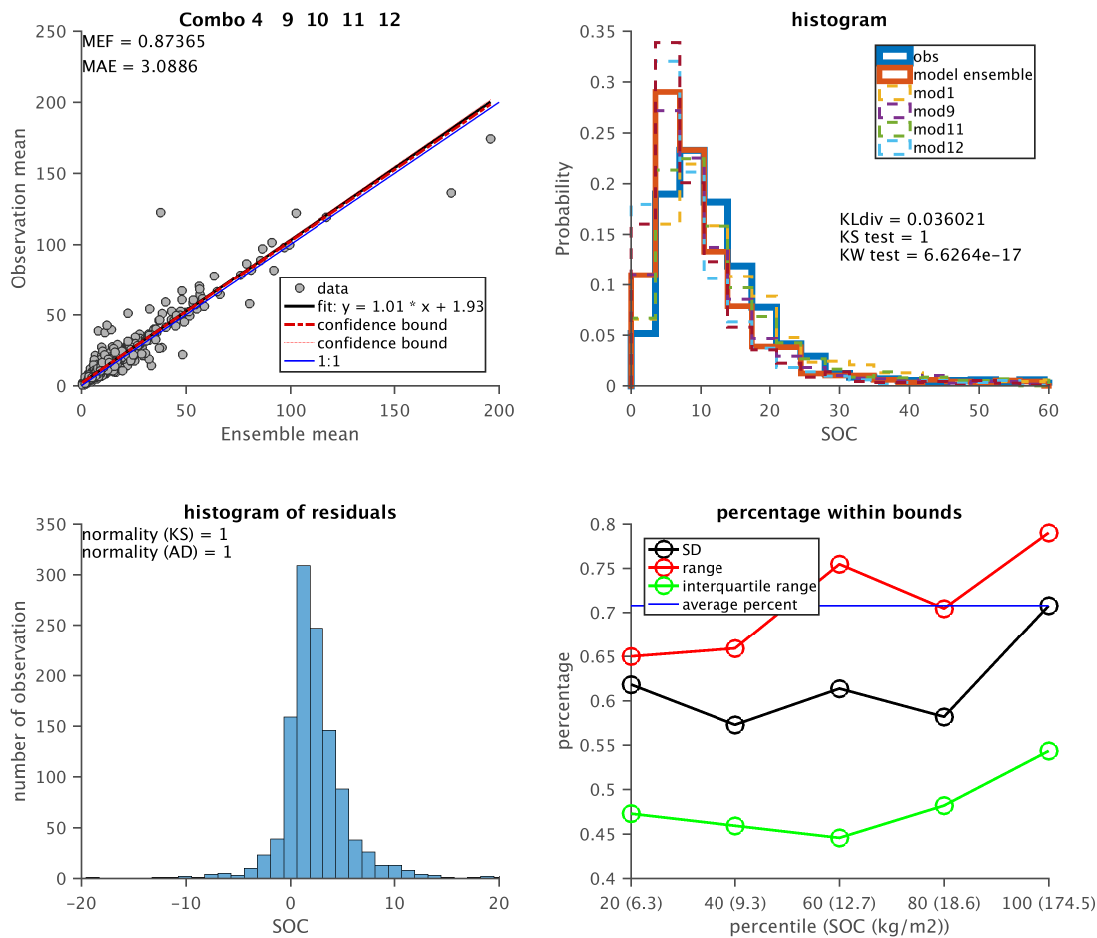 Combo 4 9 10 11 12
MEF = 0.87365
MAE = 3.0886
250
200
150
100
50
0
Observation mean
data
fit: y = 1.01 * x + 1.93
confidence bound
confidence bound
1:1
0 50 100 150 200
Ensemble mean
histogram
0.35
0.3
0.25
0.2
0.15
0.1
0.05
0
Probability
obs
model ensemble
mod1
mod9
mod11
mod12
KLdiv = 0.036021
KS test = 1
KW test = 6.6264e-17
0 10 20 30 40 50 60
SOC
histogram of residuals
normality (KS) = 1
normality (AD) = 1
350
300
250
200
150
100
50
0
number of observation
−20 −10 0 10 20
SOC
percentage within bounds
0.8
0.75
0.7
0.65
0.6
0.55
0.5
0.45
0.4
percentage
SD
range
interquartile range
average percent
20 (6.3) 40 (9.3) 60 (12.7) 80 (18.6) 100 (174.5)
percentile (SOC (kg/m2))